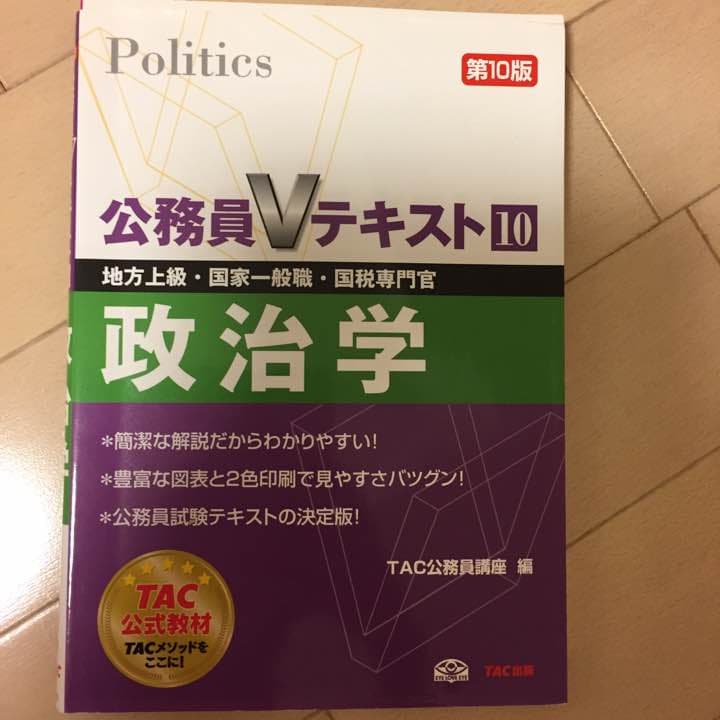 Politics
第10版
公務員Vテキスト10
地方上級・国家一般職・国税専門官
政治学
*簡潔な解説だからわかりやすい!
*豊富な図表と2色印刷で見やすさバツグン!
*公務員試験テキストの決定版!
TAC公務員講座 編
TAC
公式教材
TACメソッドを
ここに!
EYE LOVE EYE
TAC出版